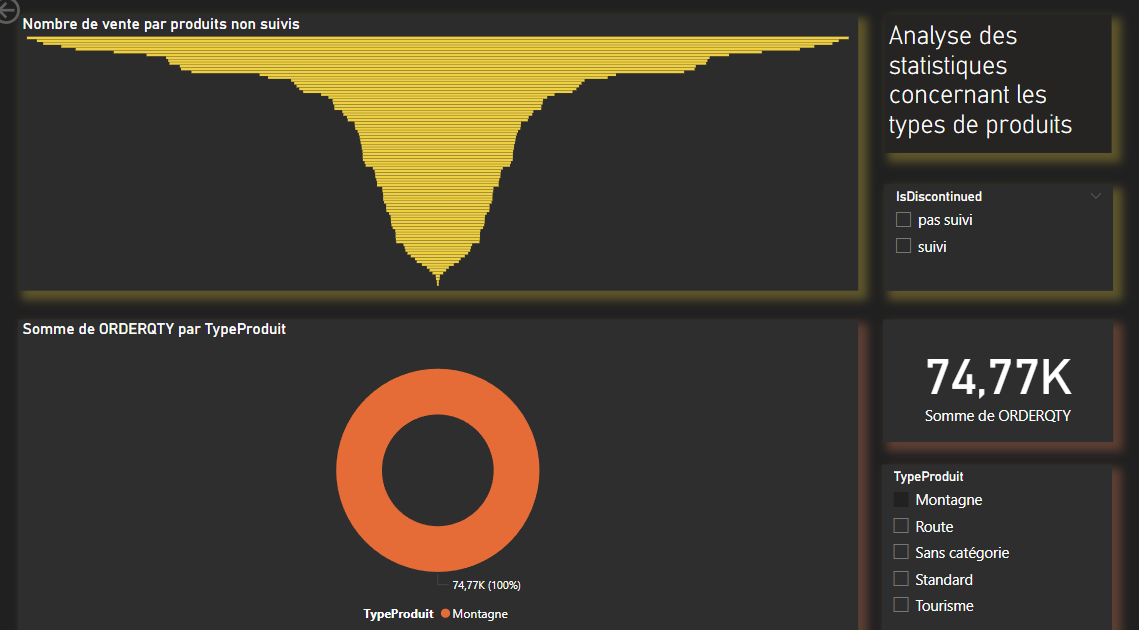 Nombre de vente par produits non suivis
Analyse des
statistiques
concernant les
types de produits
IsDiscontinued
pas suivi
suivi
Somme de ORDERQTY par TypeProduit
74,77K (100%)
TypeProduit Montagne
74,77K
Somme de ORDERQTY
TypeProduit
Montagne
Route
Sans catégorie
Standard
Tourisme